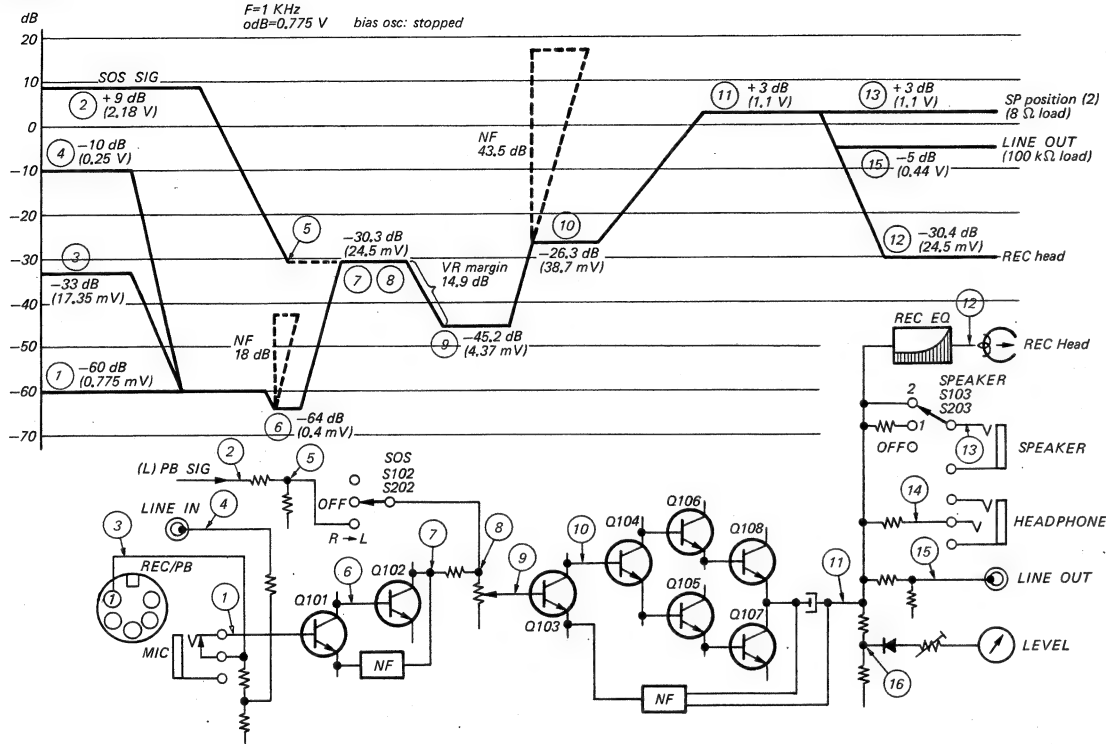 F=1 KHz
odB=0.775 V bias osc: stopped
dB
20
10
0
-10
-20
-30
-40
-50
-60
-70
SOS SIG
2 +9 dB
(2.18 V)
4 -10 dB
(0.25 V)
3
-33 dB
(17.35 mV)
1 -60 dB
(0.775 mV)
5
NF
18 dB
6 -64 dB
(0.4 mV)
-30.3 dB
(24.5 mV)
7 8
VR margin
14.9 dB
9 -45.2 dB
(4.37 mV)
NF
43.5 dB
10
-26.3 dB
(38.7 mV)
11 +3 dB
(1.1 V)
13 +3 dB
(1.1 V)
SP position (2)
(8 Ω load)
LINE OUT
(100 kΩ load)
15 -5 dB
(0.44 V)
12 -30.4 dB
(24.5 mV)
REC head
12
REC EQ
REC Head
SPEAKER
S103
S203
2
1
OFF
13
SPEAKER
14
HEADPHONE
15
LINE OUT
LEVEL
16
11
(L) PB SIG
2
5
SOS
S102
S202
OFF
R → L
LINE IN
4
3
REC/PB
1
1
MIC
V
Q101
6
Q102
7
8
NF
9
Q103
10
Q104
Q106
Q108
Q105
Q107
NF